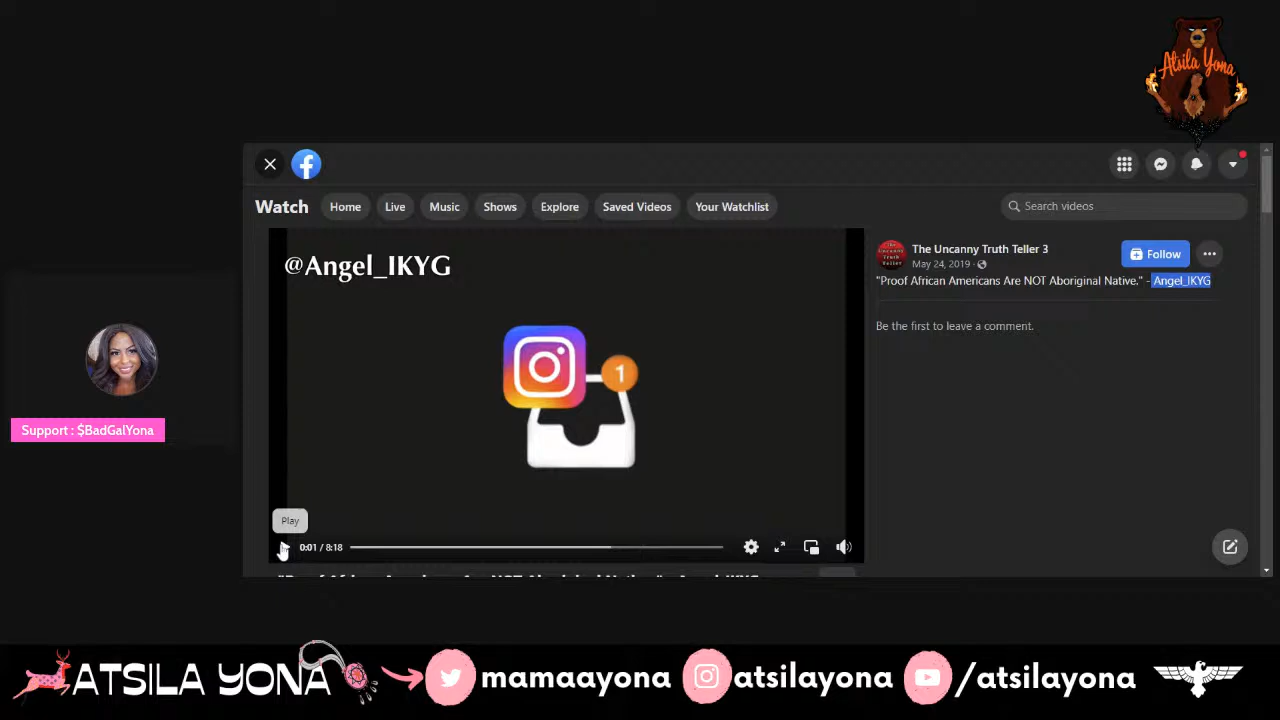 Atsila Yona
Watch
Home
Live
Music
Shows
Explore
Saved Videos
Your Watchlist
Search videos
@Angel_IKYG
1
The Uncanny Truth Teller 3
Follow
May 24, 2019
"Proof African Americans Are NOT Aboriginal Native." - Angel_IKYG
Be the first to leave a comment.
Support : $BadGalYona
Play
0:01 / 8:18
ATSILA YONA
mamaayona
atsilayona
/atsilayona